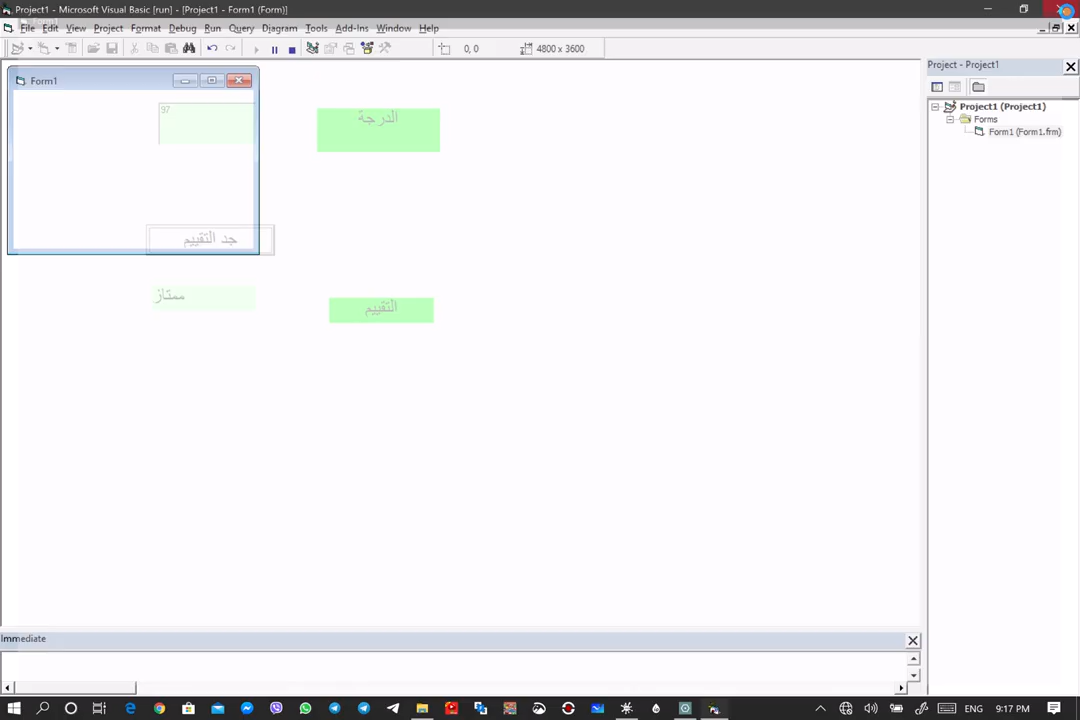 Project1 - Microsoft Visual Basic [run] - [Project1 - Form1 (Form)]
File Edit View Project Format Debug Run Query Diagram Tools Add-Ins Window Help
0, 0 4800 x 3600
Form1
97
الدرجة
جد التقييم
ممتاز
التقييم
Project - Project1
Project1 (Project1)
Forms
Form1 (Form1.frm)
Immediate
ENG 9:17 PM